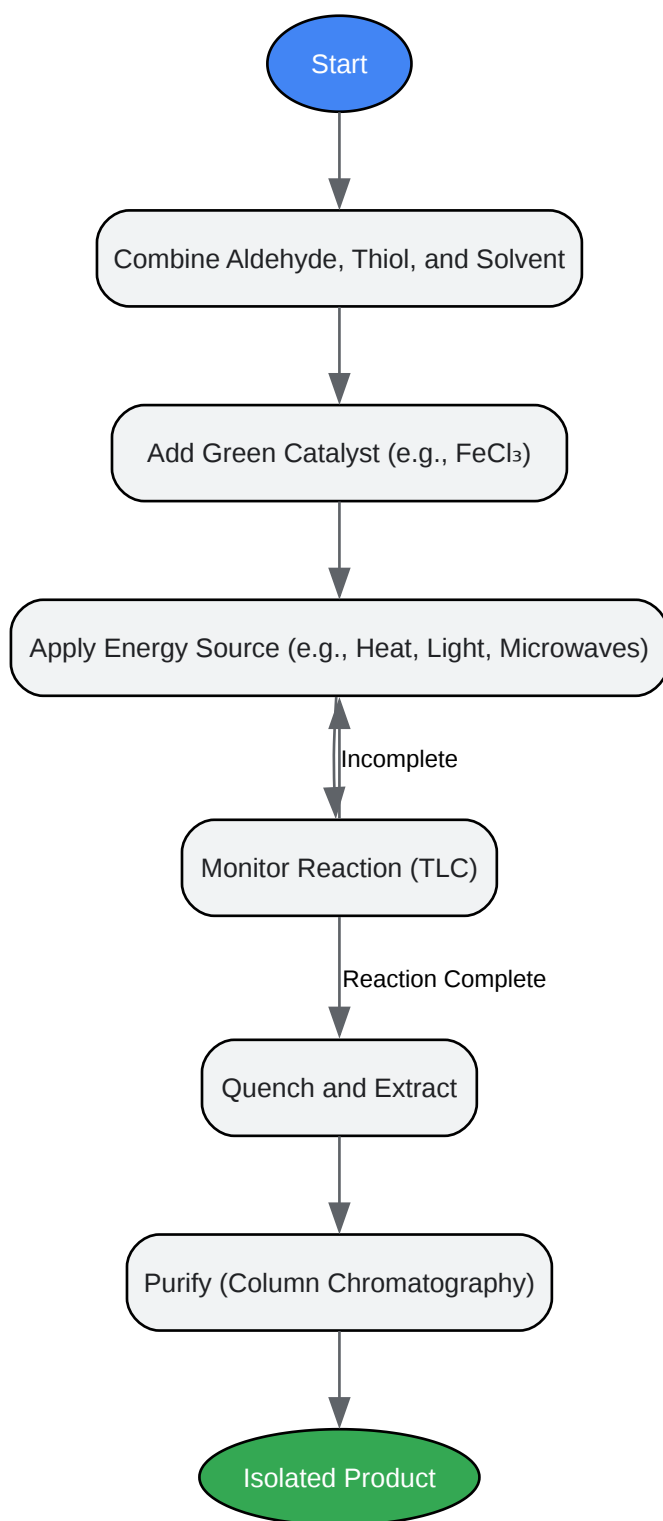 Start
Combine Aldehyde, Thiol, and Solvent
Add Green Catalyst (e.g., FeCl₃)
Apply Energy Source (e.g., Heat, Light, Microwaves)
Incomplete
Monitor Reaction (TLC)
Reaction Complete
Quench and Extract
Purify (Column Chromatography)
Isolated Product